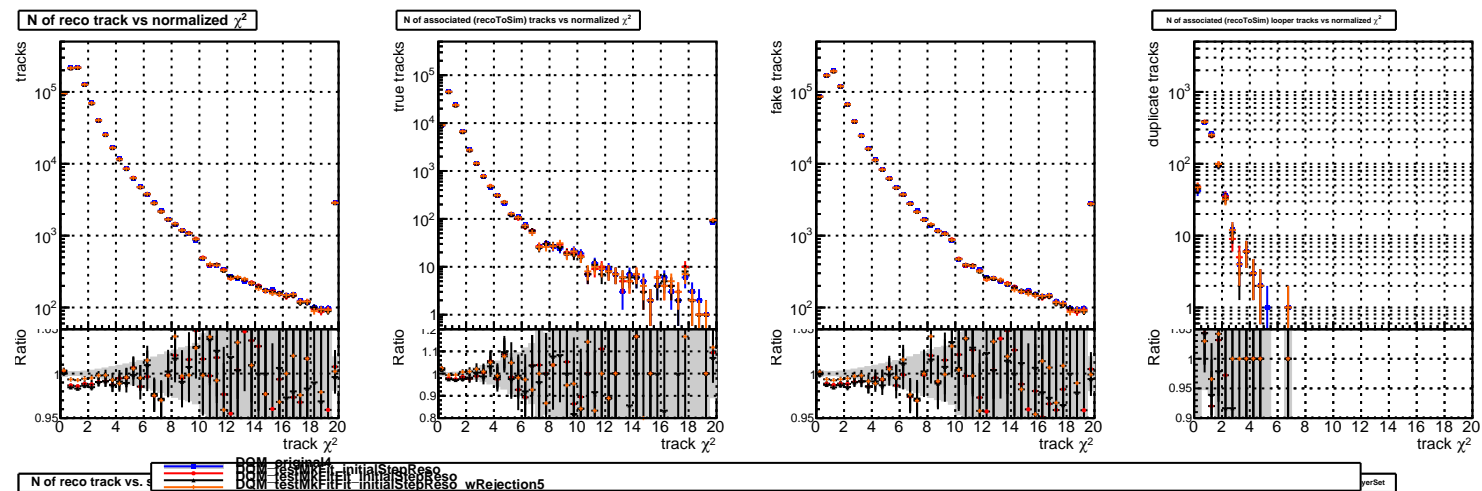 N of reco track vs normalized χ²
N of associated (recoToSim) tracks vs normalized χ²
N of associated (recoToSim) looper tracks vs normalized χ²
tracks
10⁵
10⁴
10³
10²
Ratio
1
0.95
0 2 4 6 8 10 12 14 16 18 20
track χ²
true tracks
10⁵
10⁴
10³
10²
10
1
Ratio
1.2
1.1
1
0.9
0.8
0 2 4 6 8 10 12 14 16 18 20
track χ²
fake tracks
10⁵
10⁴
10³
10²
Ratio
1
0.95
0 2 4 6 8 10 12 14 16 18 20
track χ²
duplicate tracks
10³
10²
10
1
Ratio
1
0.95
0.9
0 2 4 6 8 10 12 14 16 18 20
track χ²
N of reco track vs. s
DQM_original4
DQM_testMkFit_initialStepReso
DQM_testMkFitFit_initialStepReso
DQM_testMkFitFit_initialStepReso_wRejection5
yerSet